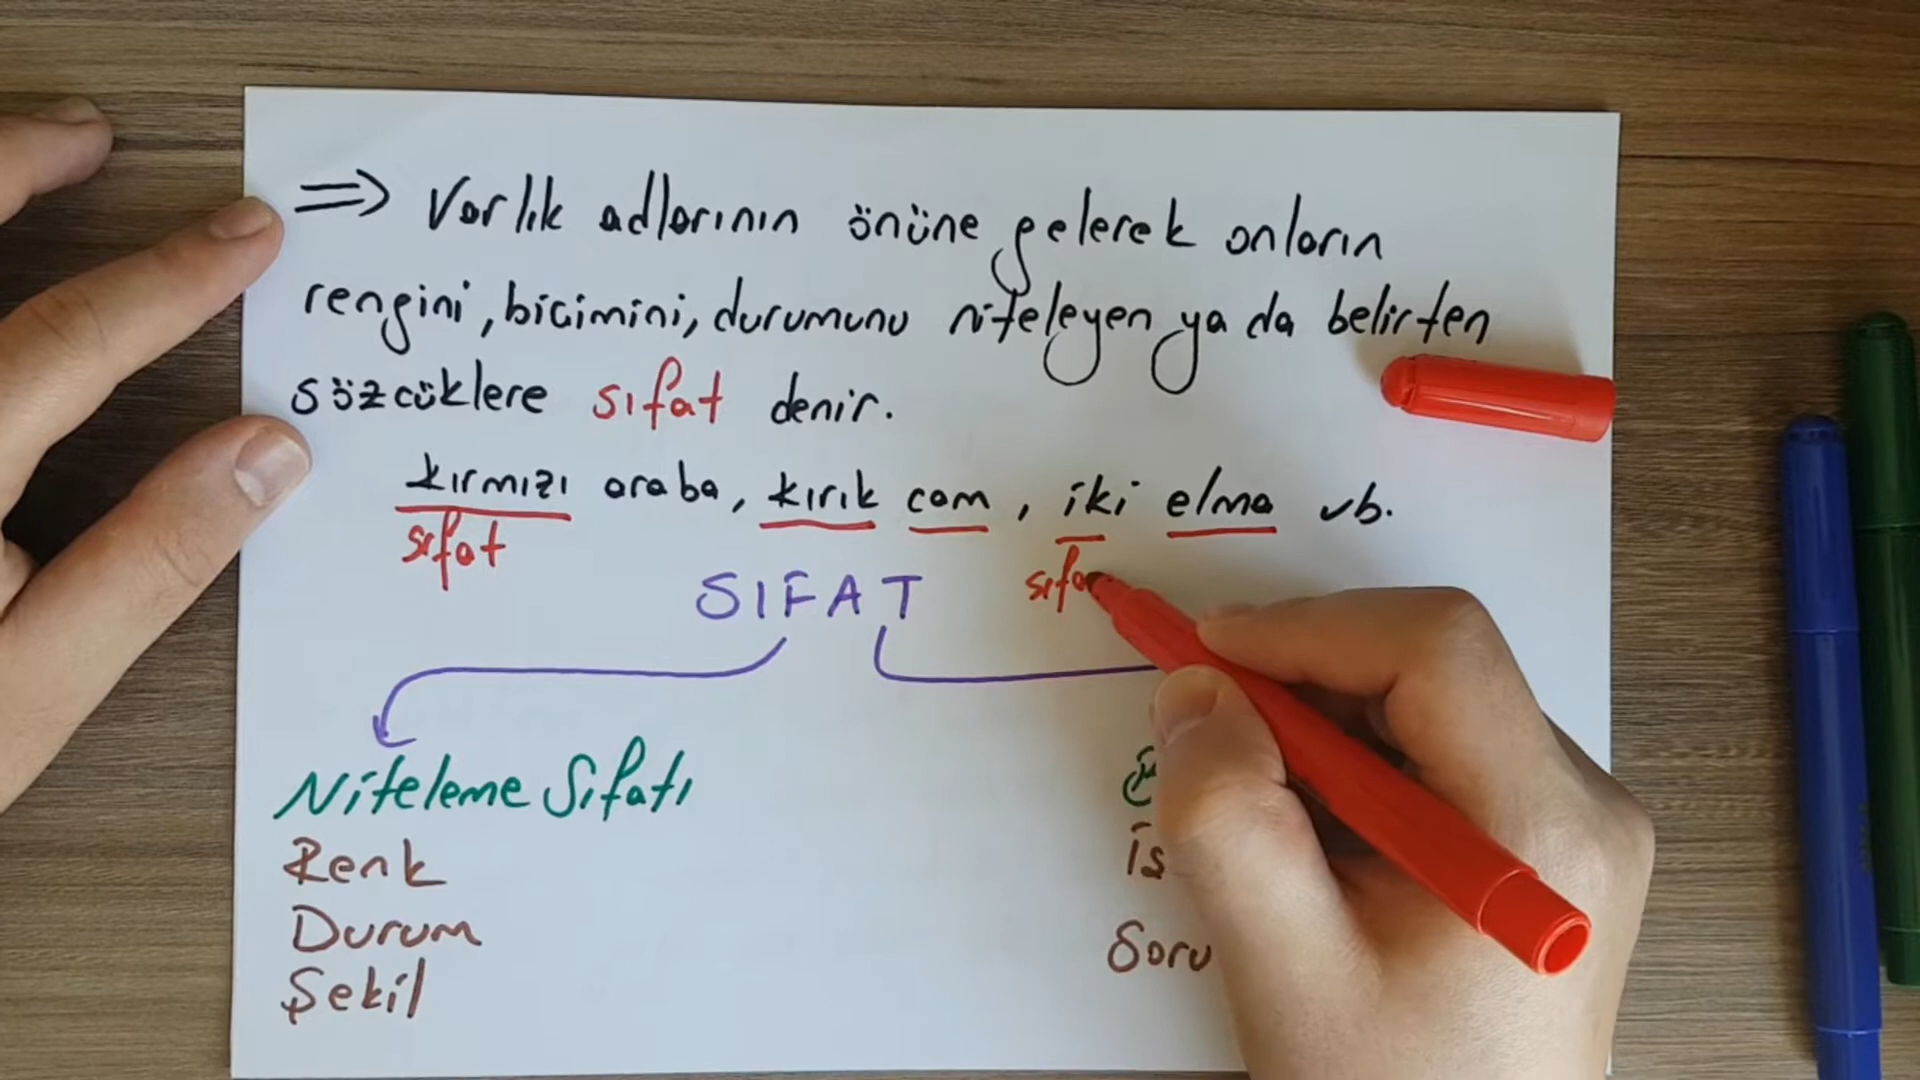 ⇒ Varlık adlarının önüne gelerek onların
rengini, biçimini, durumunu niteleyen ya da belirten
sözcüklere sıfat denir.
kırmızı araba, kırık cam, iki elma vb.
sıfat
SIFAT
Niteleme Sıfatı
Renk
Durum
Şekil
Soru